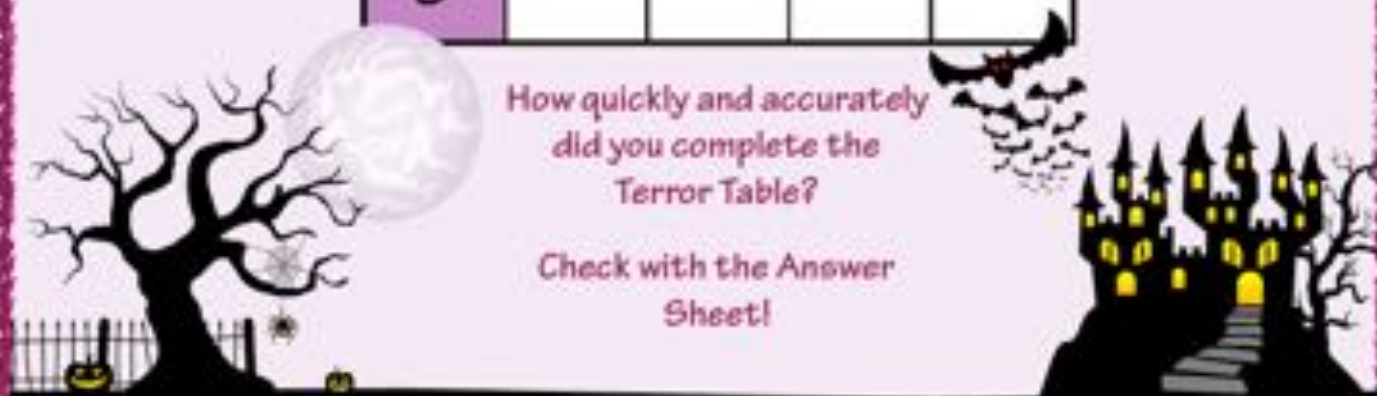 How quickly and accurately
did you complete the
Terror Table?
Check with the Answer
Sheet!